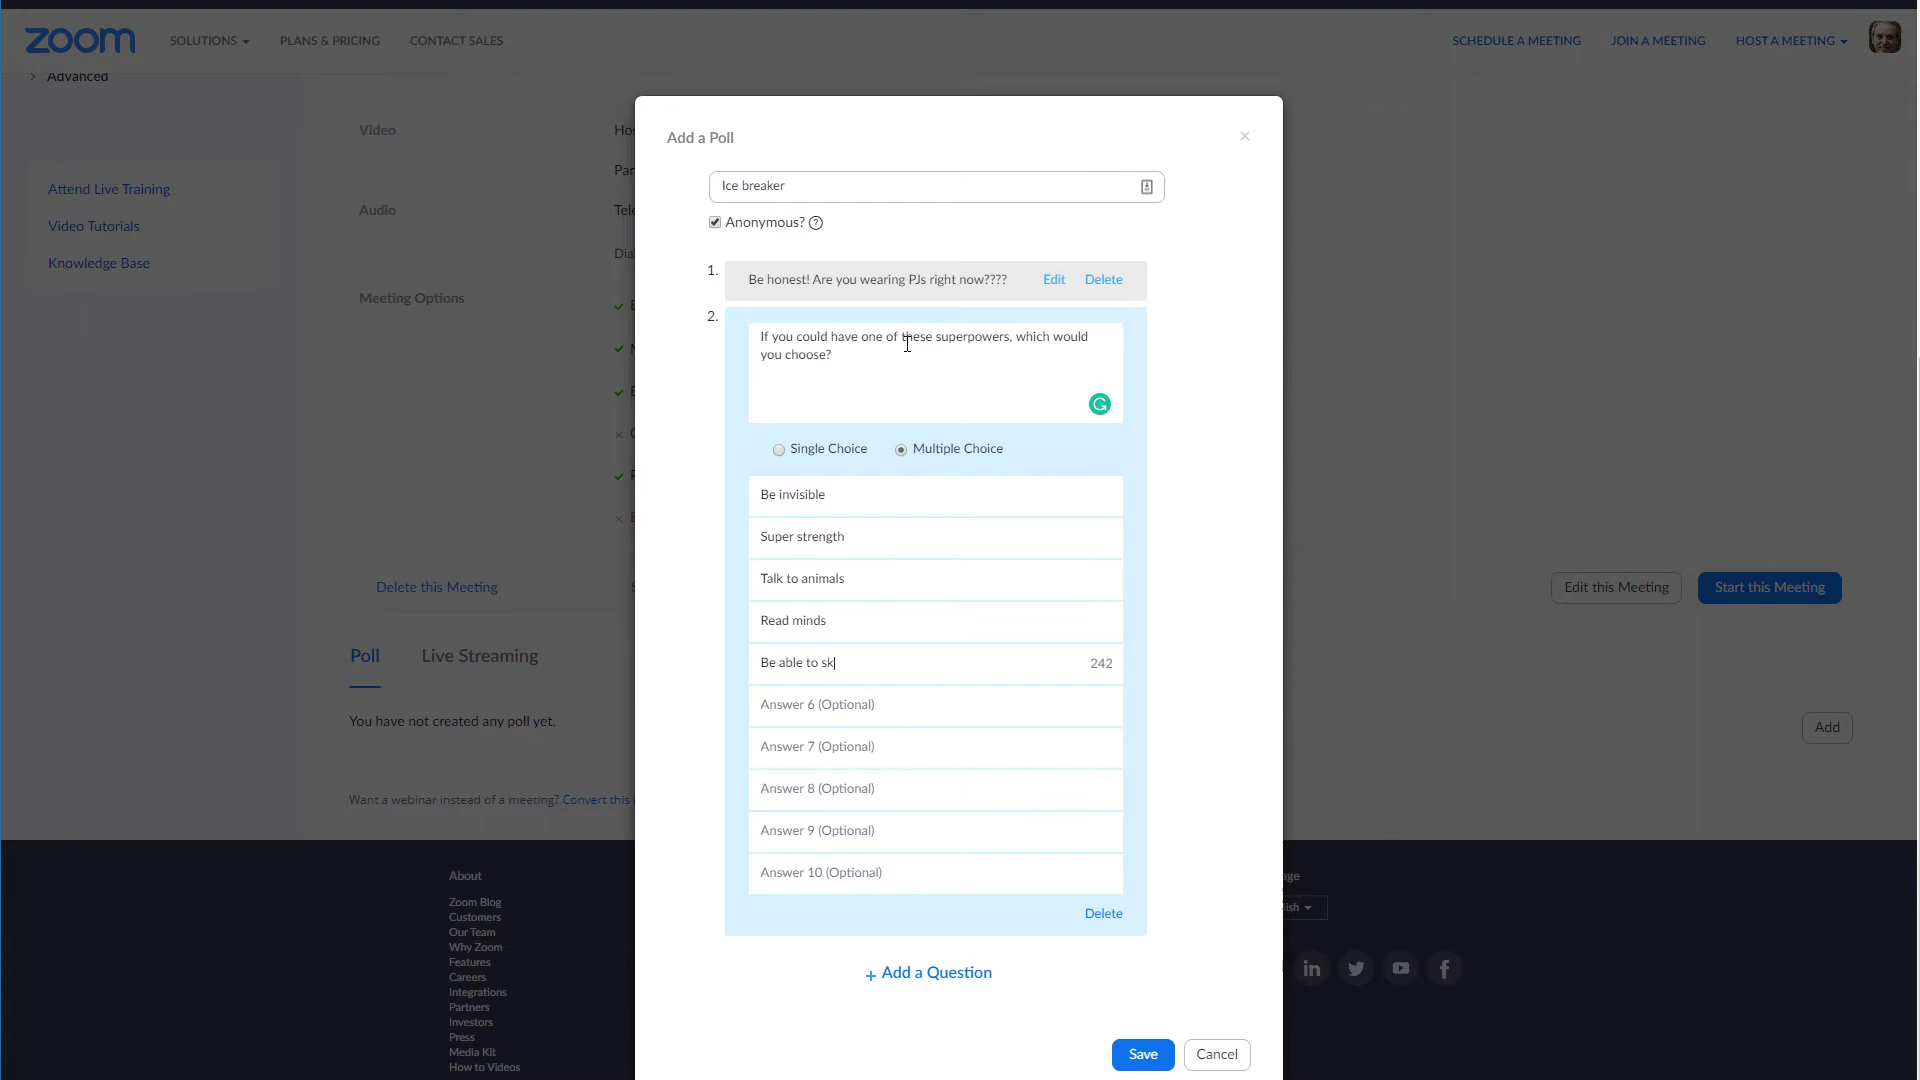 zoom
SOLUTIONS
PLANS & PRICING
CONTACT SALES
SCHEDULE A MEETING
JOIN A MEETING
HOST A MEETING
Advanced
Attend Live Training
Video Tutorials
Knowledge Base
Video
Audio
Meeting Options
Delete this Meeting
Edit this Meeting
Start this Meeting
Poll
Live Streaming
You have not created any poll yet.
Add
Want a webinar instead of a meeting? Convert this
Add a Poll
×
Ice breaker
Anonymous? ?
1.
Be honest! Are you wearing PJs right now????
Edit
Delete
2.
If you could have one of these superpowers, which would
you choose?
Single Choice
Multiple Choice
Be invisible
Super strength
Talk to animals
Read minds
Be able to sk
242
Answer 6 (Optional)
Answer 7 (Optional)
Answer 8 (Optional)
Answer 9 (Optional)
Answer 10 (Optional)
Delete
+ Add a Question
Save
Cancel
About
Zoom Blog
Customers
Our Team
Why Zoom
Features
Careers
Integrations
Partners
Investors
Press
Media Kit
How to Videos